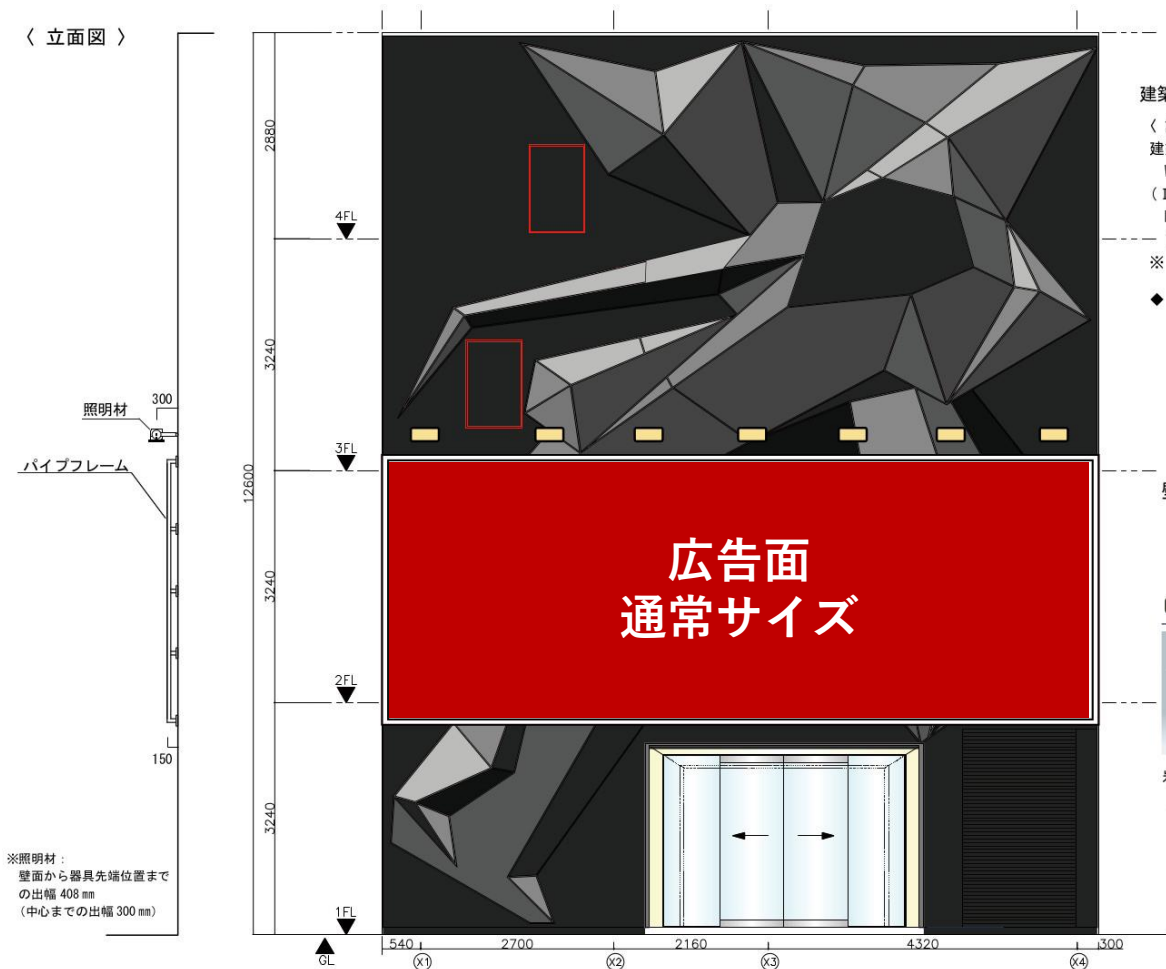 〈 立面図 〉
2880
4FL
3240
300
照明材
パイプフレーム
3FL
12600
広告面
通常サイズ
3240
2FL
150
3240
※照明材：
壁面から器具先端位置まで
の出幅 408 ㎜
（中心までの出幅 300 ㎜）
1FL
GL
540
2700
2160
4320
300
X1
X2
X3
X4
建築
〈
建
※
◆